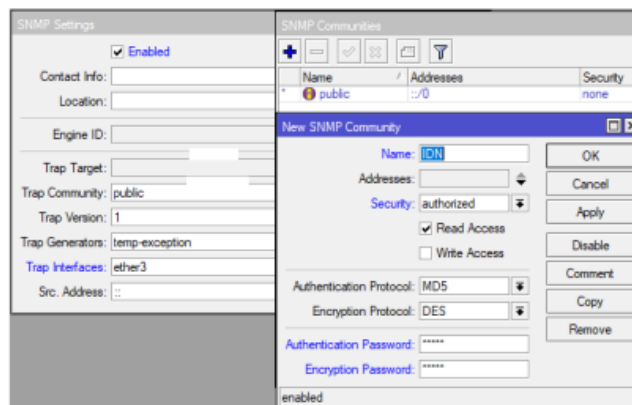 SNMP Settings
Enabled
Contact Info:
Location:
Engine ID:
Trap Target:
Trap Community: public
Trap Version: 1
Trap Generators: temp-exception
Trap Interfaces: ether3
Src. Address: ::
SNMP Communities
Name / Addresses Security
* public ::/0 none
New SNMP Community
Name: IDN
Addresses:
Security: authorized
Read Access
Write Access
Authentication Protocol: MD5
Encryption Protocol: DES
Authentication Password: *****
Encryption Password: *****
OK
Cancel
Apply
Disable
Comment
Copy
Remove
enabled